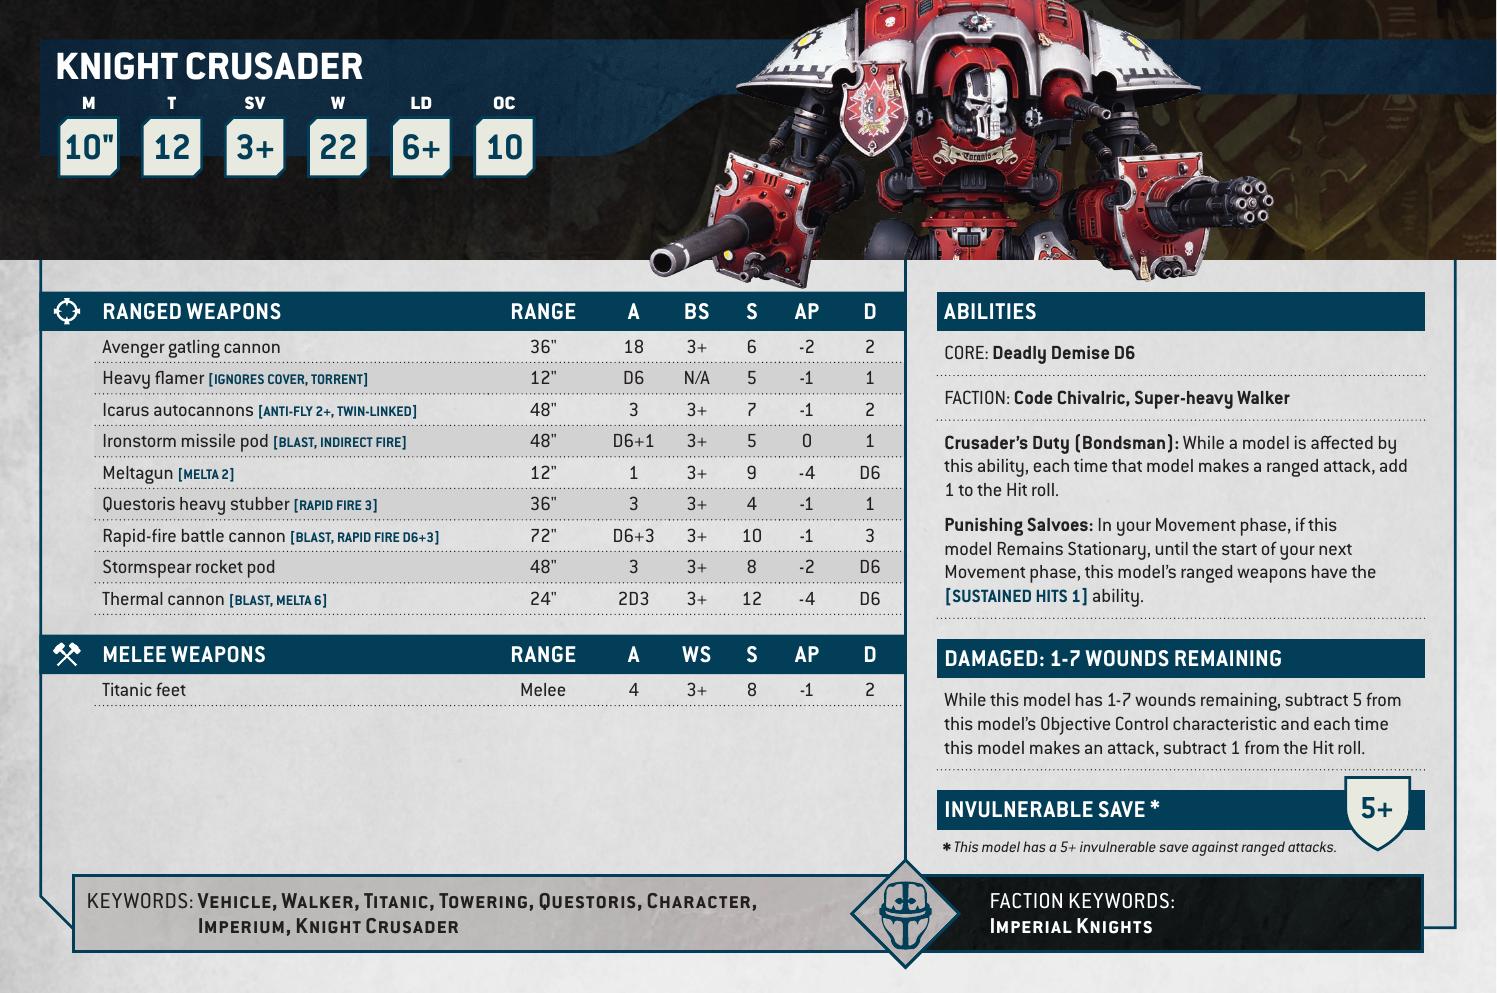 KNIGHT CRUSADER
M T SV W LD OC
10" 12 3+ 22 6+ 10
Taranis
RANGED WEAPONS RANGE A BS S AP D
Avenger gatling cannon 36" 18 3+ 6 -2 2
Heavy flamer [IGNORES COVER, TORRENT] 12" D6 N/A 5 -1 1
Icarus autocannons [ANTI-FLY 2+, TWIN-LINKED] 48" 3 3+ 7 -1 2
Ironstorm missile pod [BLAST, INDIRECT FIRE] 48" D6+1 3+ 5 0 1
Meltagun [MELTA 2] 12" 1 3+ 9 -4 D6
Questoris heavy stubber [RAPID FIRE 3] 36" 3 3+ 4 -1 1
Rapid-fire battle cannon [BLAST, RAPID FIRE D6+3] 72" D6+3 3+ 10 -1 3
Stormspear rocket pod 48" 3 3+ 8 -2 D6
Thermal cannon [BLAST, MELTA 6] 24" 2D3 3+ 12 -4 D6
MELEE WEAPONS RANGE A WS S AP D
Titanic feet Melee 4 3+ 8 -1 2
ABILITIES
CORE: Deadly Demise D6
FACTION: Code Chivalric, Super-heavy Walker
Crusader's Duty (Bondsman): While a model is affected by
this ability, each time that model makes a ranged attack, add
1 to the Hit roll.
Punishing Salvoes: In your Movement phase, if this
model Remains Stationary, until the start of your next
Movement phase, this model's ranged weapons have the
[SUSTAINED HITS 1] ability.
DAMAGED: 1-7 WOUNDS REMAINING
While this model has 1-7 wounds remaining, subtract 5 from
this model's Objective Control characteristic and each time
this model makes an attack, subtract 1 from the Hit roll.
INVULNERABLE SAVE * 5+
* This model has a 5+ invulnerable save against ranged attacks.
KEYWORDS: VEHICLE, WALKER, TITANIC, TOWERING, QUESTORIS, CHARACTER,
IMPERIUM, KNIGHT CRUSADER
FACTION KEYWORDS:
IMPERIAL KNIGHTS